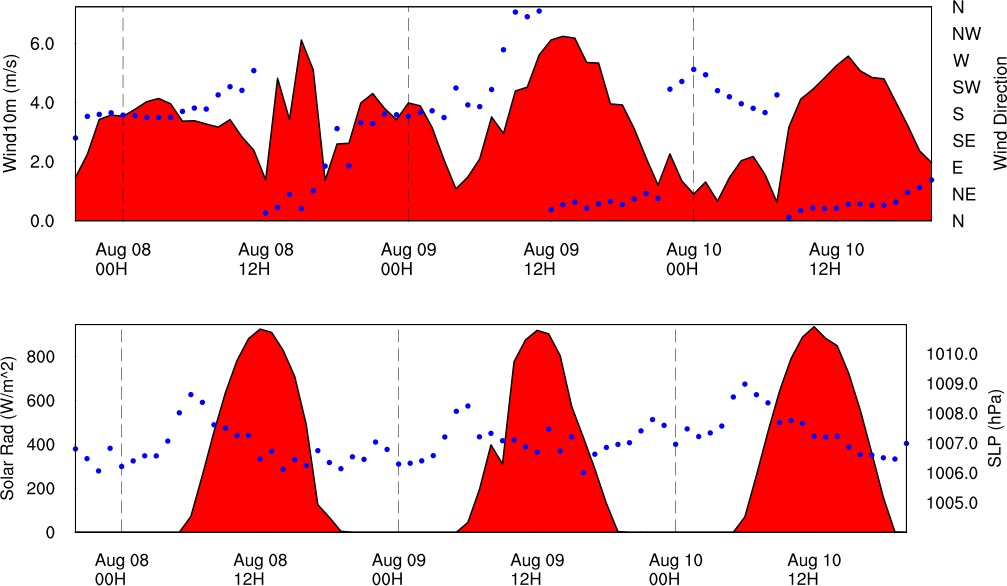 Wind10m (m/s)
6.0
4.0
2.0
0.0
N
NW
W
SW
S
SE
E
NE
N
Wind Direction
Aug 08 Aug 08 Aug 09 Aug 09 Aug 10 Aug 10
00H 12H 00H 12H 00H 12H
Solar Rad (W/m^2)
800
600
400
200
0
1010.0
1009.0
1008.0
1007.0
1006.0
1005.0
SLP (hPa)
Aug 08 Aug 08 Aug 09 Aug 09 Aug 10 Aug 10
00H 12H 00H 12H 00H 12H